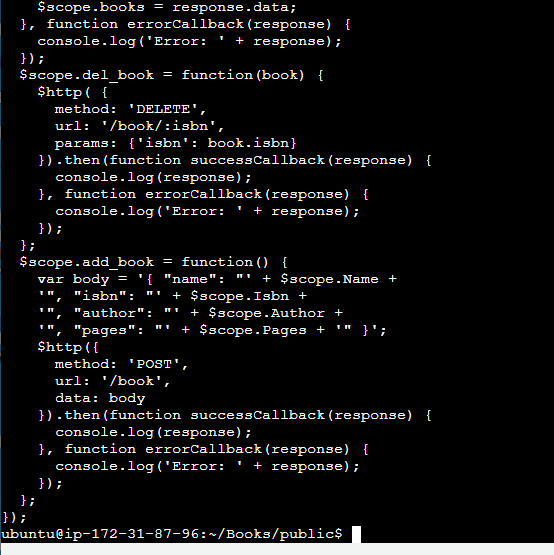 $scope.books = response.data;
}, function errorCallback(response) {
console.log('Error: ' + response);
});
$scope.del_book = function(book) {
$http( {
method: 'DELETE',
url: '/book/:isbn',
params: {'isbn': book.isbn}
}).then(function successCallback(response) {
console.log(response);
}, function errorCallback(response) {
console.log('Error: ' + response);
});
};
$scope.add_book = function() {
var body = '{ "name": "' + $scope.Name +
'", "isbn": "' + $scope.Isbn +
'", "author": "' + $scope.Author +
'", "pages": "' + $scope.Pages + '" }';
$http({
method: 'POST',
url: '/book',
data: body
}).then(function successCallback(response) {
console.log(response);
}, function errorCallback(response) {
console.log('Error: ' + response);
});
};
});
ubuntu@ip-172-31-87-96:~/Books/public$